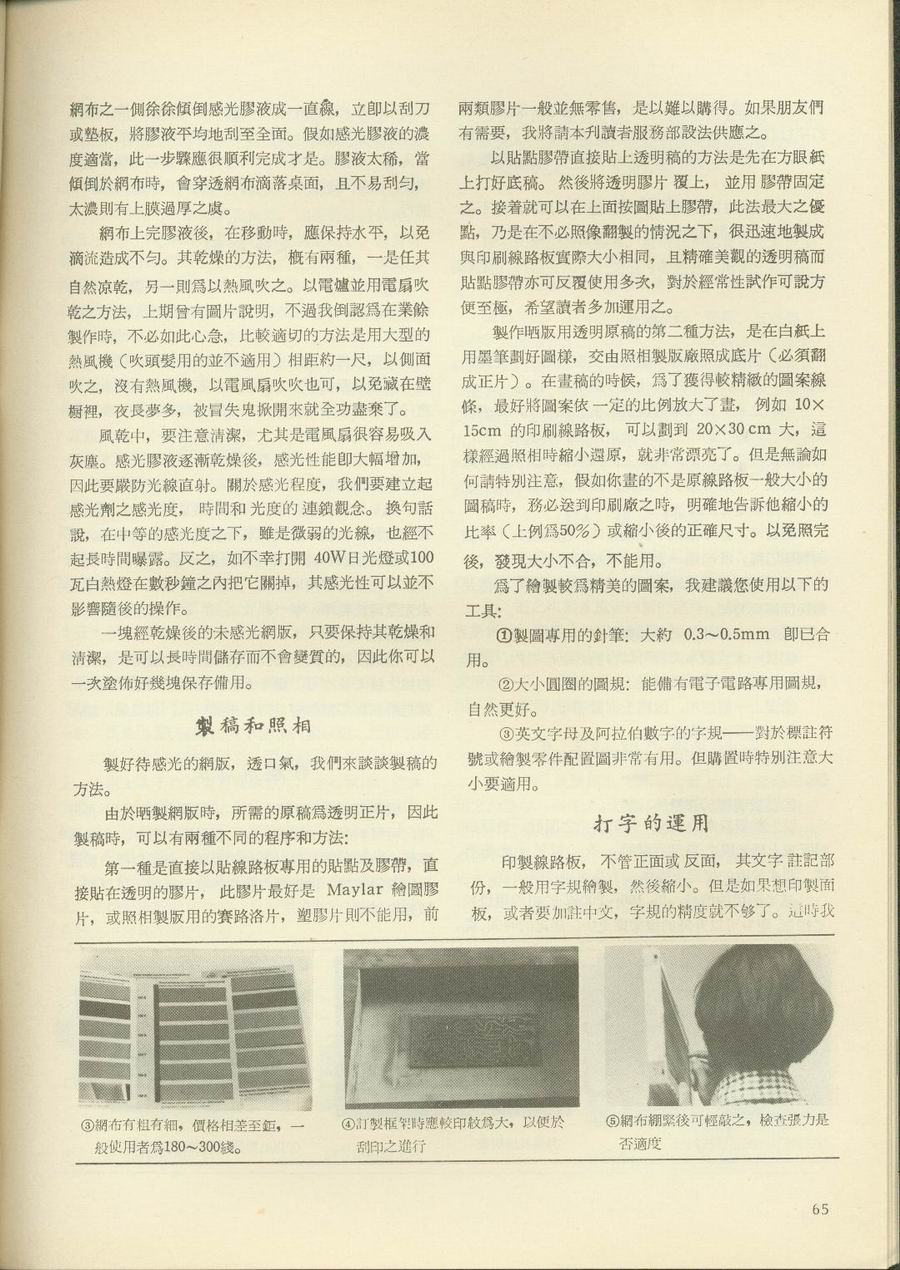 網布之一側徐徐傾倒感光膠液成一直線，立卽以刮刀
或墊板，將膠液平均地刮至全面。假如感光膠液的濃
度適當，此一步驟應很順利完成才是。膠液太稀，當
傾倒於網布時，會穿透網布滴落桌面，且不易刮勻，
太濃則有上膜過厚之虞。
網布上完膠液後，在移動時，應保持水平，以免
滴流造成不勻。其乾燥的方法，概有兩種，一是任其
自然凉乾，另一則爲以熱風吹之。以電爐並用電扇吹
乾之方法，上期曾有圖片說明，不過我倒認爲在業餘
製作時，不必如此心急，比較適切的方法是用大型的
熱風機（吹頭髮用的並不適用）相距約一尺，以側面
吹之，沒有熱風機，以電風扇吹吹也可，以免藏在壁
櫥裡，夜長夢多，被冒失鬼掀開來就全功盡棄了。
風乾中，要注意淸潔，尤其是電風扇很容易吸入
灰塵。感光膠液逐漸乾燥後，感光性能卽大幅增加，
因此要嚴防光線直射。關於感光程度，我們要建立起
感光劑之感光度，時間和光度的連鎖觀念。換句話
說，在中等的感光度之下，雖是微弱的光線，也經不
起長時間曝露。反之，如不幸打開 40W日光燈或100
瓦白熱燈在數秒鐘之內把它關掉，其感光性可以並不
影響隨後的操作。
一塊經乾燥後的未感光網版，只要保持其乾燥和
淸潔，是可以長時間儲存而不會變質的，因此你可以
一次塗佈好幾塊保存備用。
製稿和照相
製好待感光的網版，透口氣，我們來談談製稿的
方法。
由於晒製網版時，所需的原稿爲透明正片，因此
製稿時，可以有兩種不同的程序和方法：
第一種是直接以貼線路板專用的貼點及膠帶，直
接貼在透明的膠片，此膠片最好是 Maylar 繪圖膠
片，或照相製版用的賽路洛片，塑膠片則不能用，前
兩類膠片一般並無零售，是以難以購得。如果朋友們
有需要，我將請本刋讀者服務部設法供應之。
以貼點膠帶直接貼上透明稿的方法是先在方眼紙
上打好底稿。然後將透明膠片覆上，並用膠帶固定
之。接着就可以在上面按圖貼上膠帶，此法最大之優
點，乃是在不必照像翻製的情況之下，很迅速地製成
與印刷線路板實際大小相同，且精確美觀的透明稿而
貼點膠帶亦可反覆使用多次，對於經常性試作可說方
便至極，希望讀者多加運用之。
製作晒版用透明原稿的第二種方法，是在白紙上
用墨筆劃好圖樣，交由照相製版廠照成底片（必須翻
成正片）。在畫稿的時候，爲了獲得較精緻的圖案線
條，最好將圖案依一定的比例放大了畫，例如 10×
15cm 的印刷線路板，可以劃到 20×30 cm 大，這
樣經過照相時縮小還原，就非常漂亮了。但是無論如
何請特別注意，假如你畫的不是原線路板一般大小的
圖稿時，務必送到印刷廠之時，明確地告訴他縮小的
比率（上例爲50%）或縮小後的正確尺寸。以免照完
後，發現大小不合，不能用。
爲了繪製較爲精美的圖案，我建議您使用以下的
工具：
①製圖專用的針筆：大約 0.3～0.5mm 卽已合
用。
②大小圓圈的圖規：能備有電子電路專用圖規，
自然更好。
③英文字母及阿拉伯數字的字規——對於標註符
號或繪製零件配置圖非常有用。但購置時特別注意大
小要適用。
打字的運用
印製線路板，不管正面或反面，其文字註記部
份，一般用字規繪製，然後縮小。但是如果想印製面
板，或者要加註中文，字規的精度就不够了。這時我
③網布有粗有細，價格相差至鉅，一
般使用者爲180～300綫。
④訂製框架時應較印紋爲大，以便於
刮印之進行
⑤網布綳緊後可輕敲之，檢查張力是
否適度
65